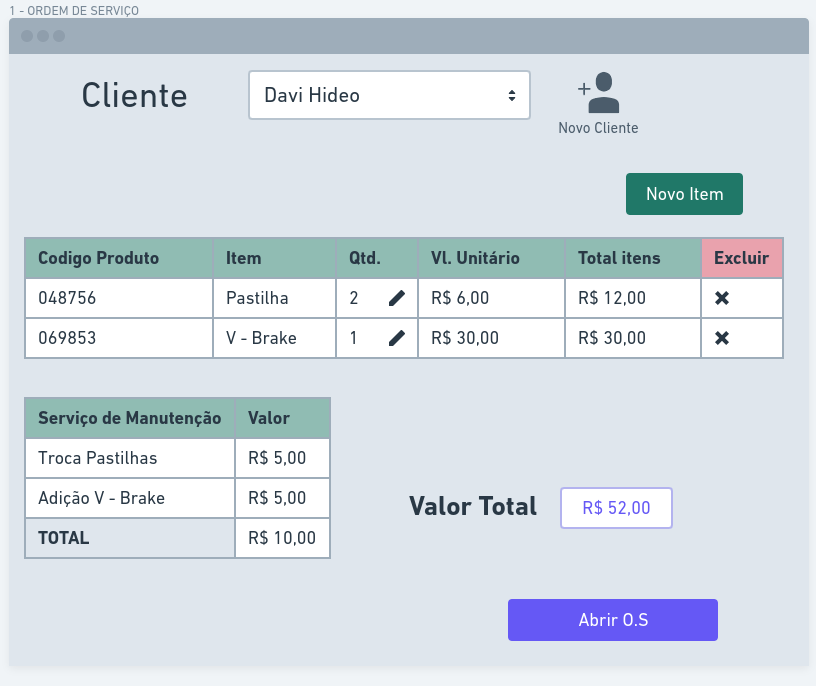 1 - ORDEM DE SERVIÇO
Cliente
Davi Hideo
+
Novo Cliente
Novo Item
Codigo Produto Item Qtd. Vl. Unitário Total itens Excluir
048756 Pastilha 2 R$ 6,00 R$ 12,00
069853 V - Brake 1 R$ 30,00 R$ 30,00
Serviço de Manutenção Valor
Troca Pastilhas R$ 5,00
Adição V - Brake R$ 5,00
TOTAL R$ 10,00
Valor Total R$ 52,00
Abrir O.S